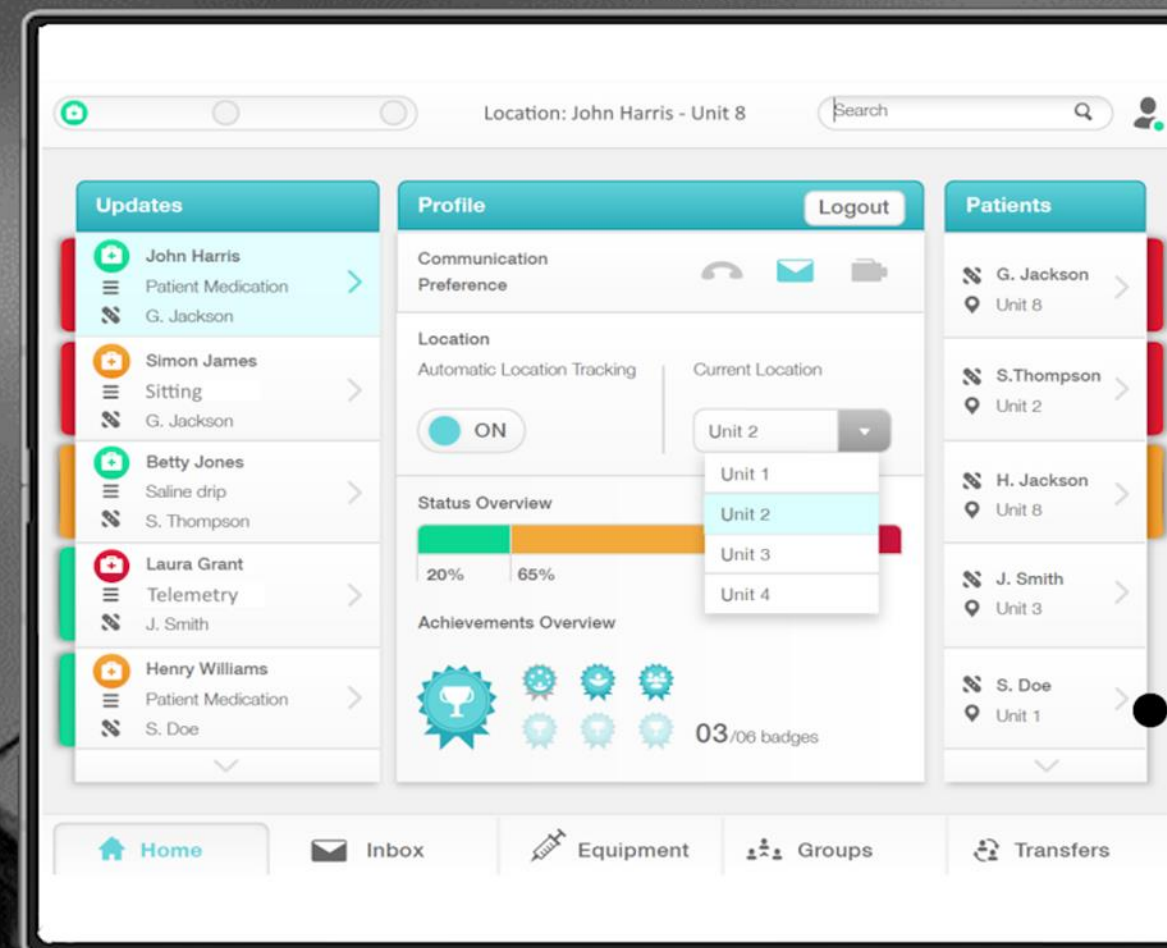 Location: John Harris - Unit 8
Search
Updates
John Harris
Patient Medication
G. Jackson
Simon James
Sitting
G. Jackson
Betty Jones
Saline drip
S. Thompson
Laura Grant
Telemetry
J. Smith
Henry Williams
Patient Medication
S. Doe
Profile
Logout
Communication
Preference
Location
Automatic Location Tracking
ON
Current Location
Unit 2
Unit 1
Unit 2
Unit 3
Unit 4
Status Overview
20% 65%
Achievements Overview
03/06 badges
Patients
G. Jackson
Unit 8
S.Thompson
Unit 2
H. Jackson
Unit 8
J. Smith
Unit 3
S. Doe
Unit 1
Home Inbox Equipment Groups Transfers